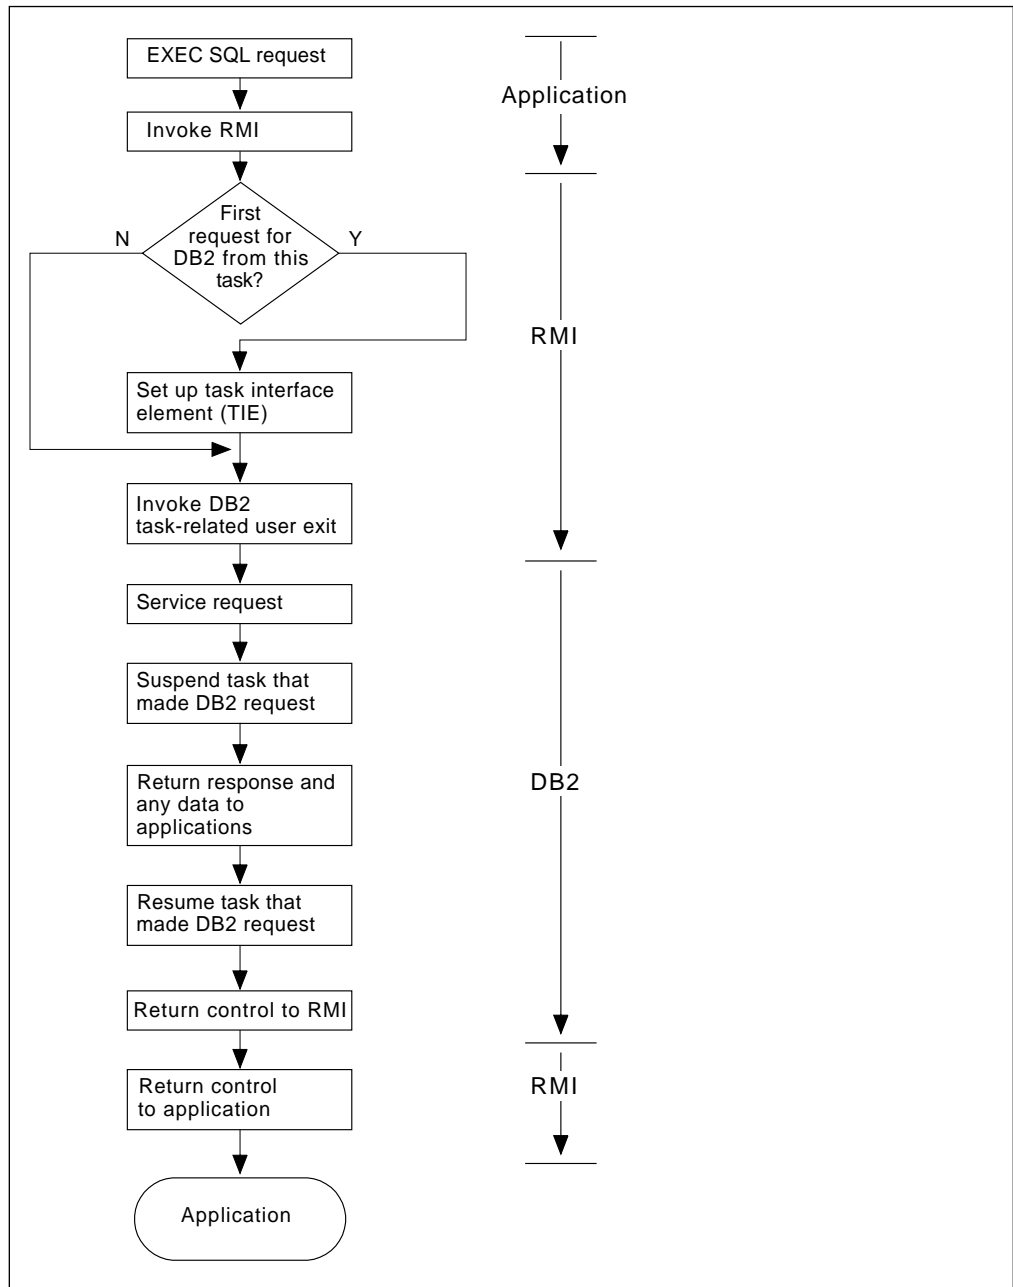 EXEC SQL request
Application
Invoke RMI
First
request for
DB2 from this
task?
N
Y
RMI
Set up task interface
element (TIE)
Invoke DB2
task-related user exit
Service request
Suspend task that
made DB2 request
Return response and
any data to
applications
DB2
Resume task that
made DB2 request
Return control to RMI
Return control
to application
RMI
Application